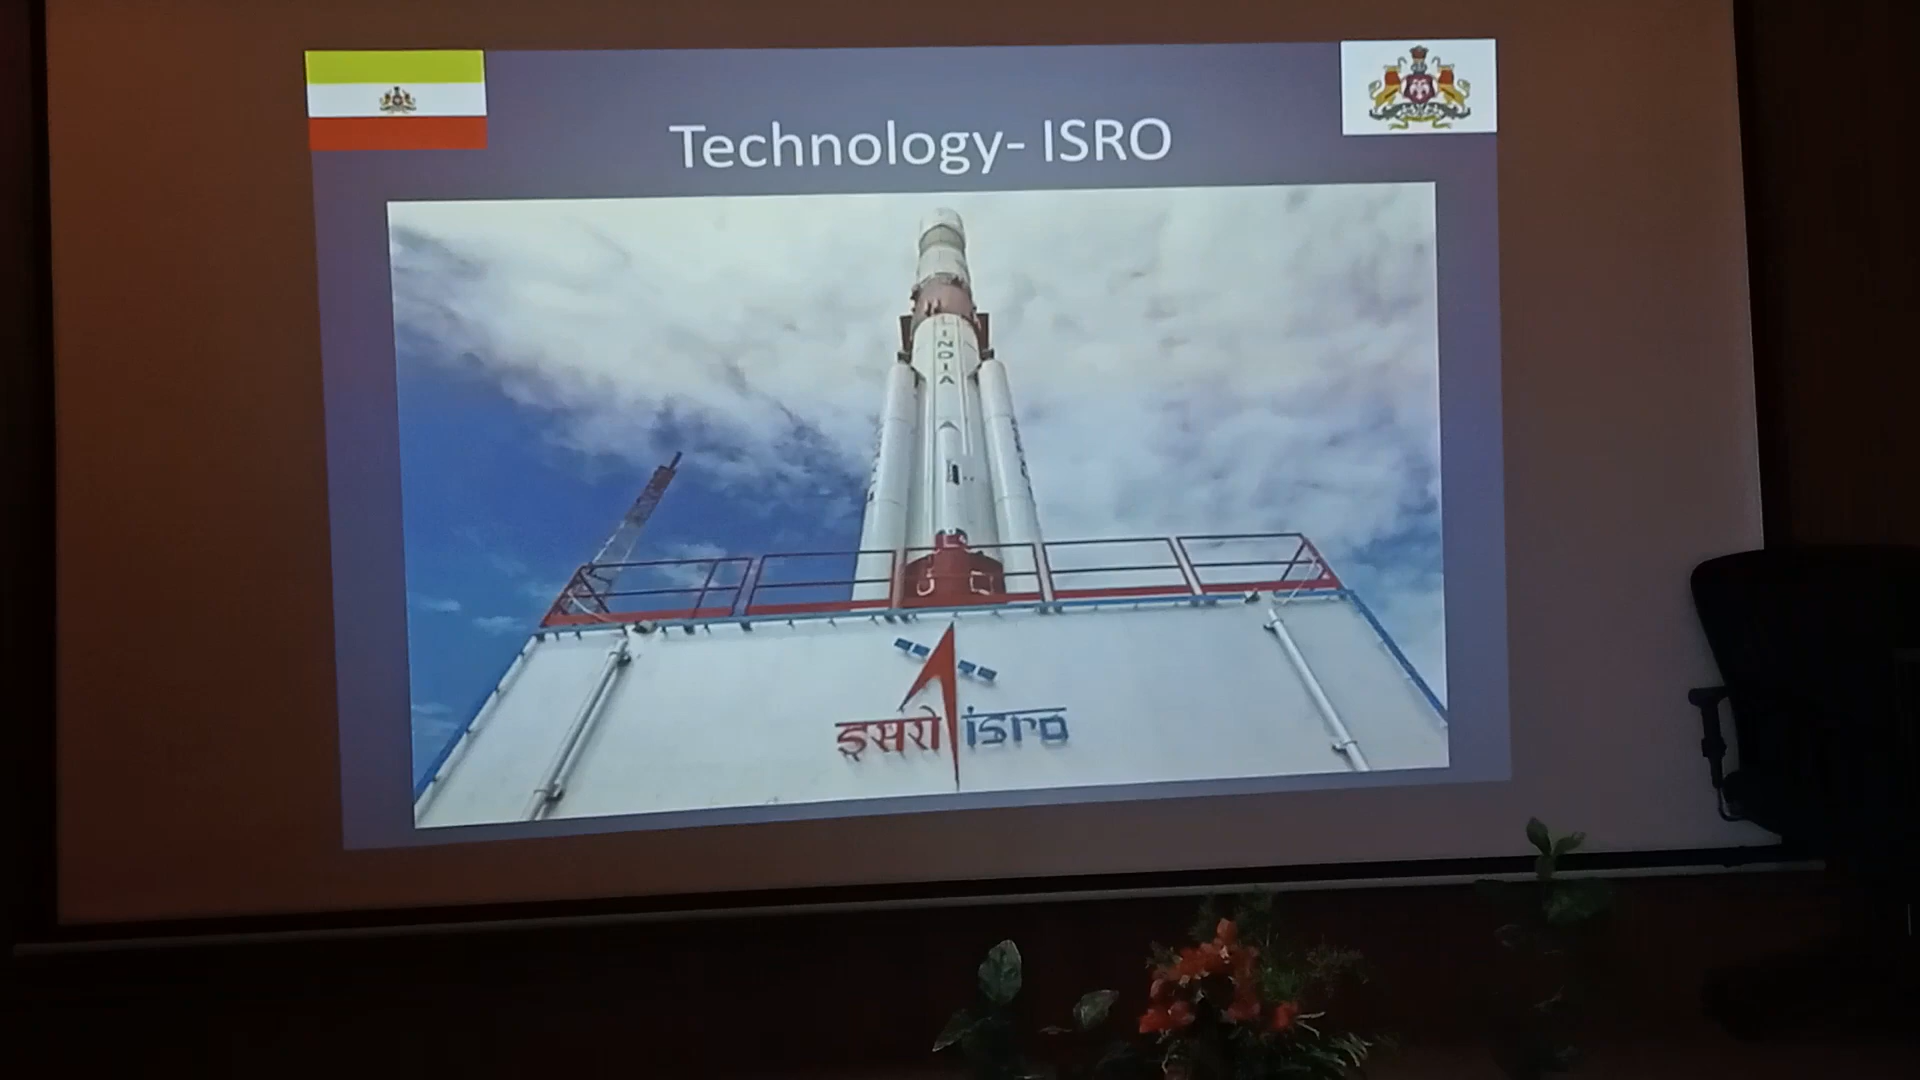 Technology- ISRO
INDIA
इसरो isro